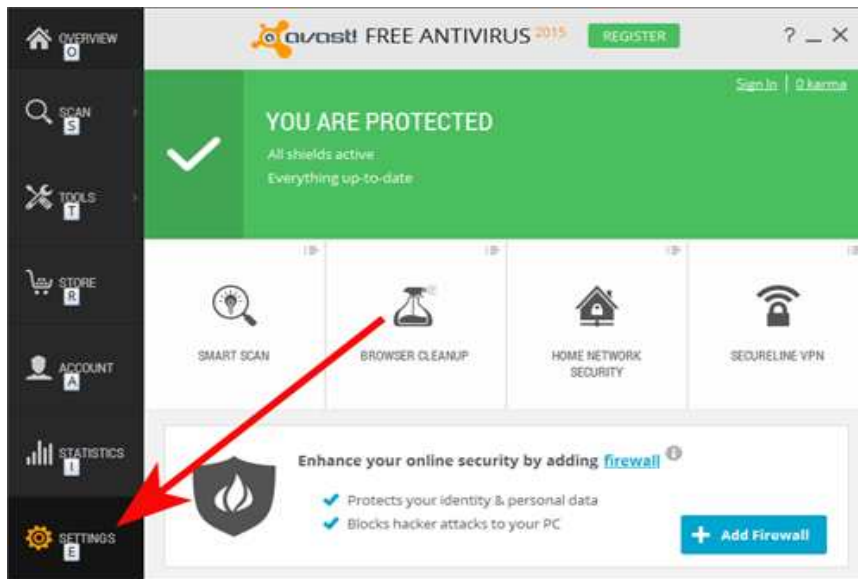 OVERVIEW
O
SCAN
S
TOOLS
T
STORE
R
ACCOUNT
A
STATISTICS
I
SETTINGS
E
avast! FREE ANTIVIRUS 2015 REGISTER ? _ X
Sign In | 0 karma
YOU ARE PROTECTED
All shields active
Everything up-to-date
SMART SCAN
BROWSER CLEANUP
HOME NETWORK
SECURITY
SECURELINE VPN
Enhance your online security by adding firewall
Protects your identity & personal data
Blocks hacker attacks to your PC
+ Add Firewall